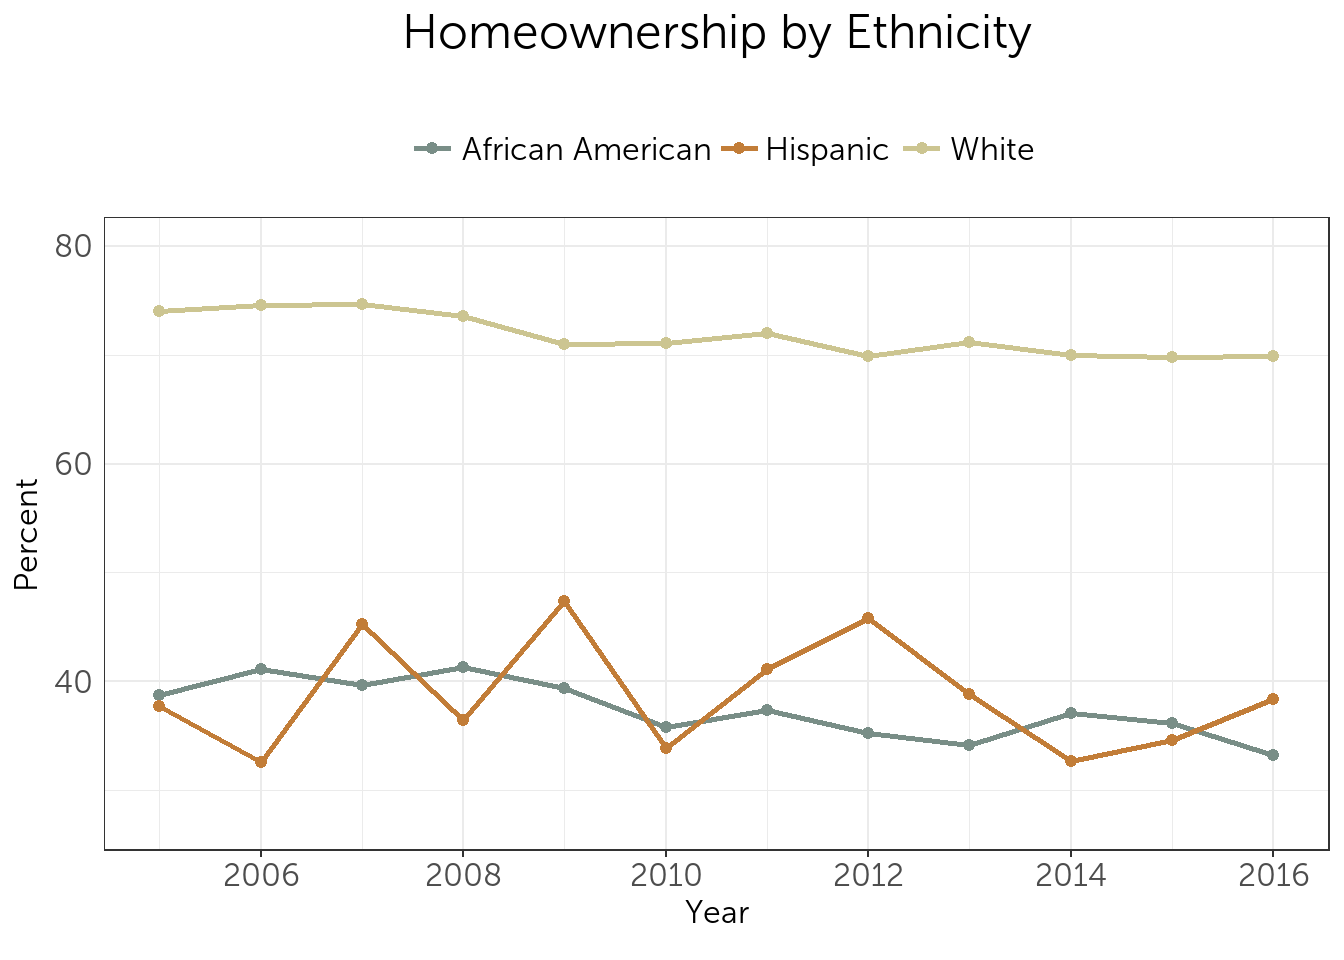 Homeownership by Ethnicity
African American Hispanic White
80
60
40
Percent
2006 2008 2010 2012 2014 2016
Year